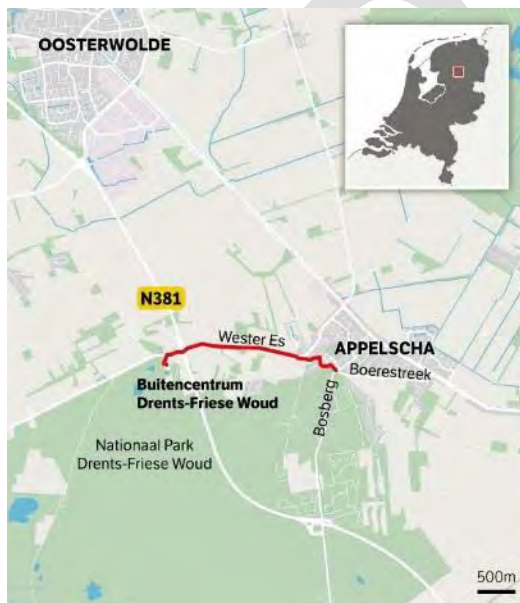 OOSTERWOLDE
N381
Wester Es
APPELSCHA
Boerestreek
Buitencentrum
Drents-Friese Woud
Bosberg
Nationaal Park
Drents-Friese Woud
500m